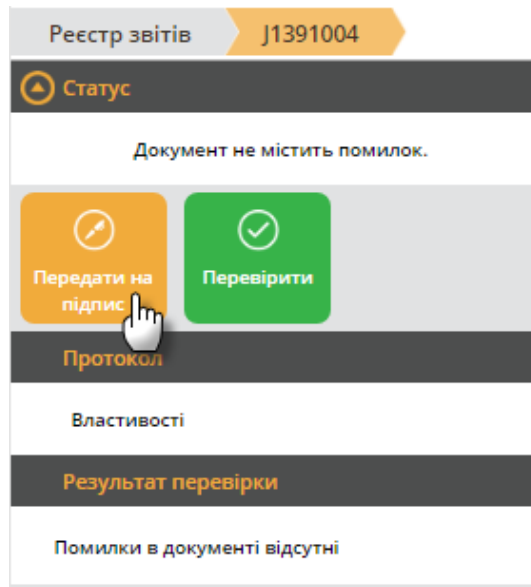 Реєстр звітів J1391004
Статус
Документ не містить помилок.
Передати на Перевірити
підпис
Протокол
Властивості
Результат перевірки
Помилки в документі відсутні